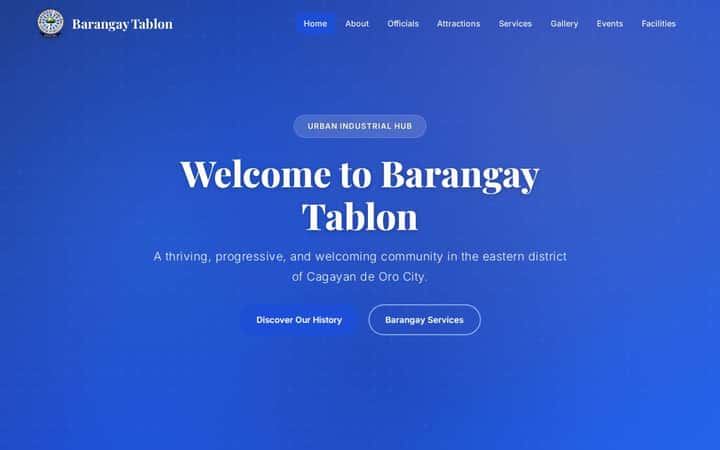 Barangay Tablon
Home About Officials Attractions Services Gallery Events Facilities
URBAN INDUSTRIAL HUB
Welcome to Barangay
Tablon
A thriving, progressive, and welcoming community in the eastern district
of Cagayan de Oro City.
Discover Our History Barangay Services